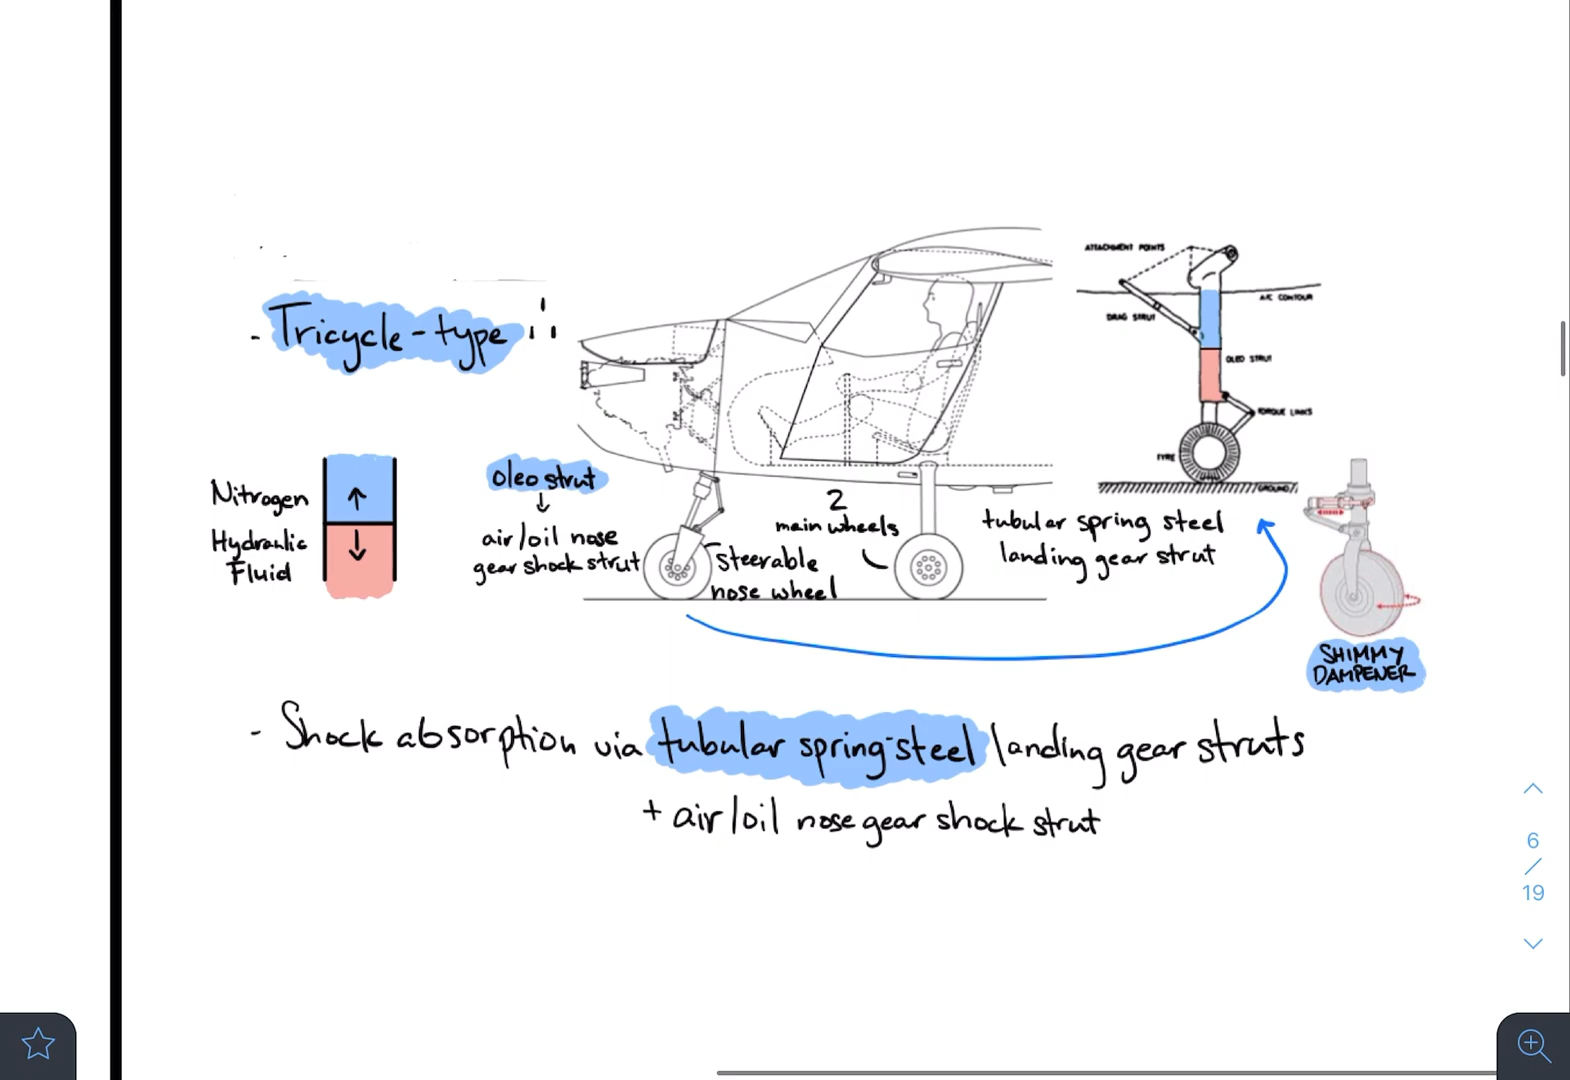 - Tricycle-type
ATTACHMENT POINTS
A/C CONTOUR
DRAG STRUT
OLEO STRUT
TORQUE LINKS
TYRE
GROUND
Nitrogen
Hydraulic
Fluid
oleo strut
air/oil nose
gear shock strut
Steerable
nose wheel
2
main wheels
tubular spring steel
landing gear strut
SHIMMY
DAMPENER
- Shock absorption via tubular spring-steel landing gear struts
+ air/oil nose gear shock strut
6
/
19